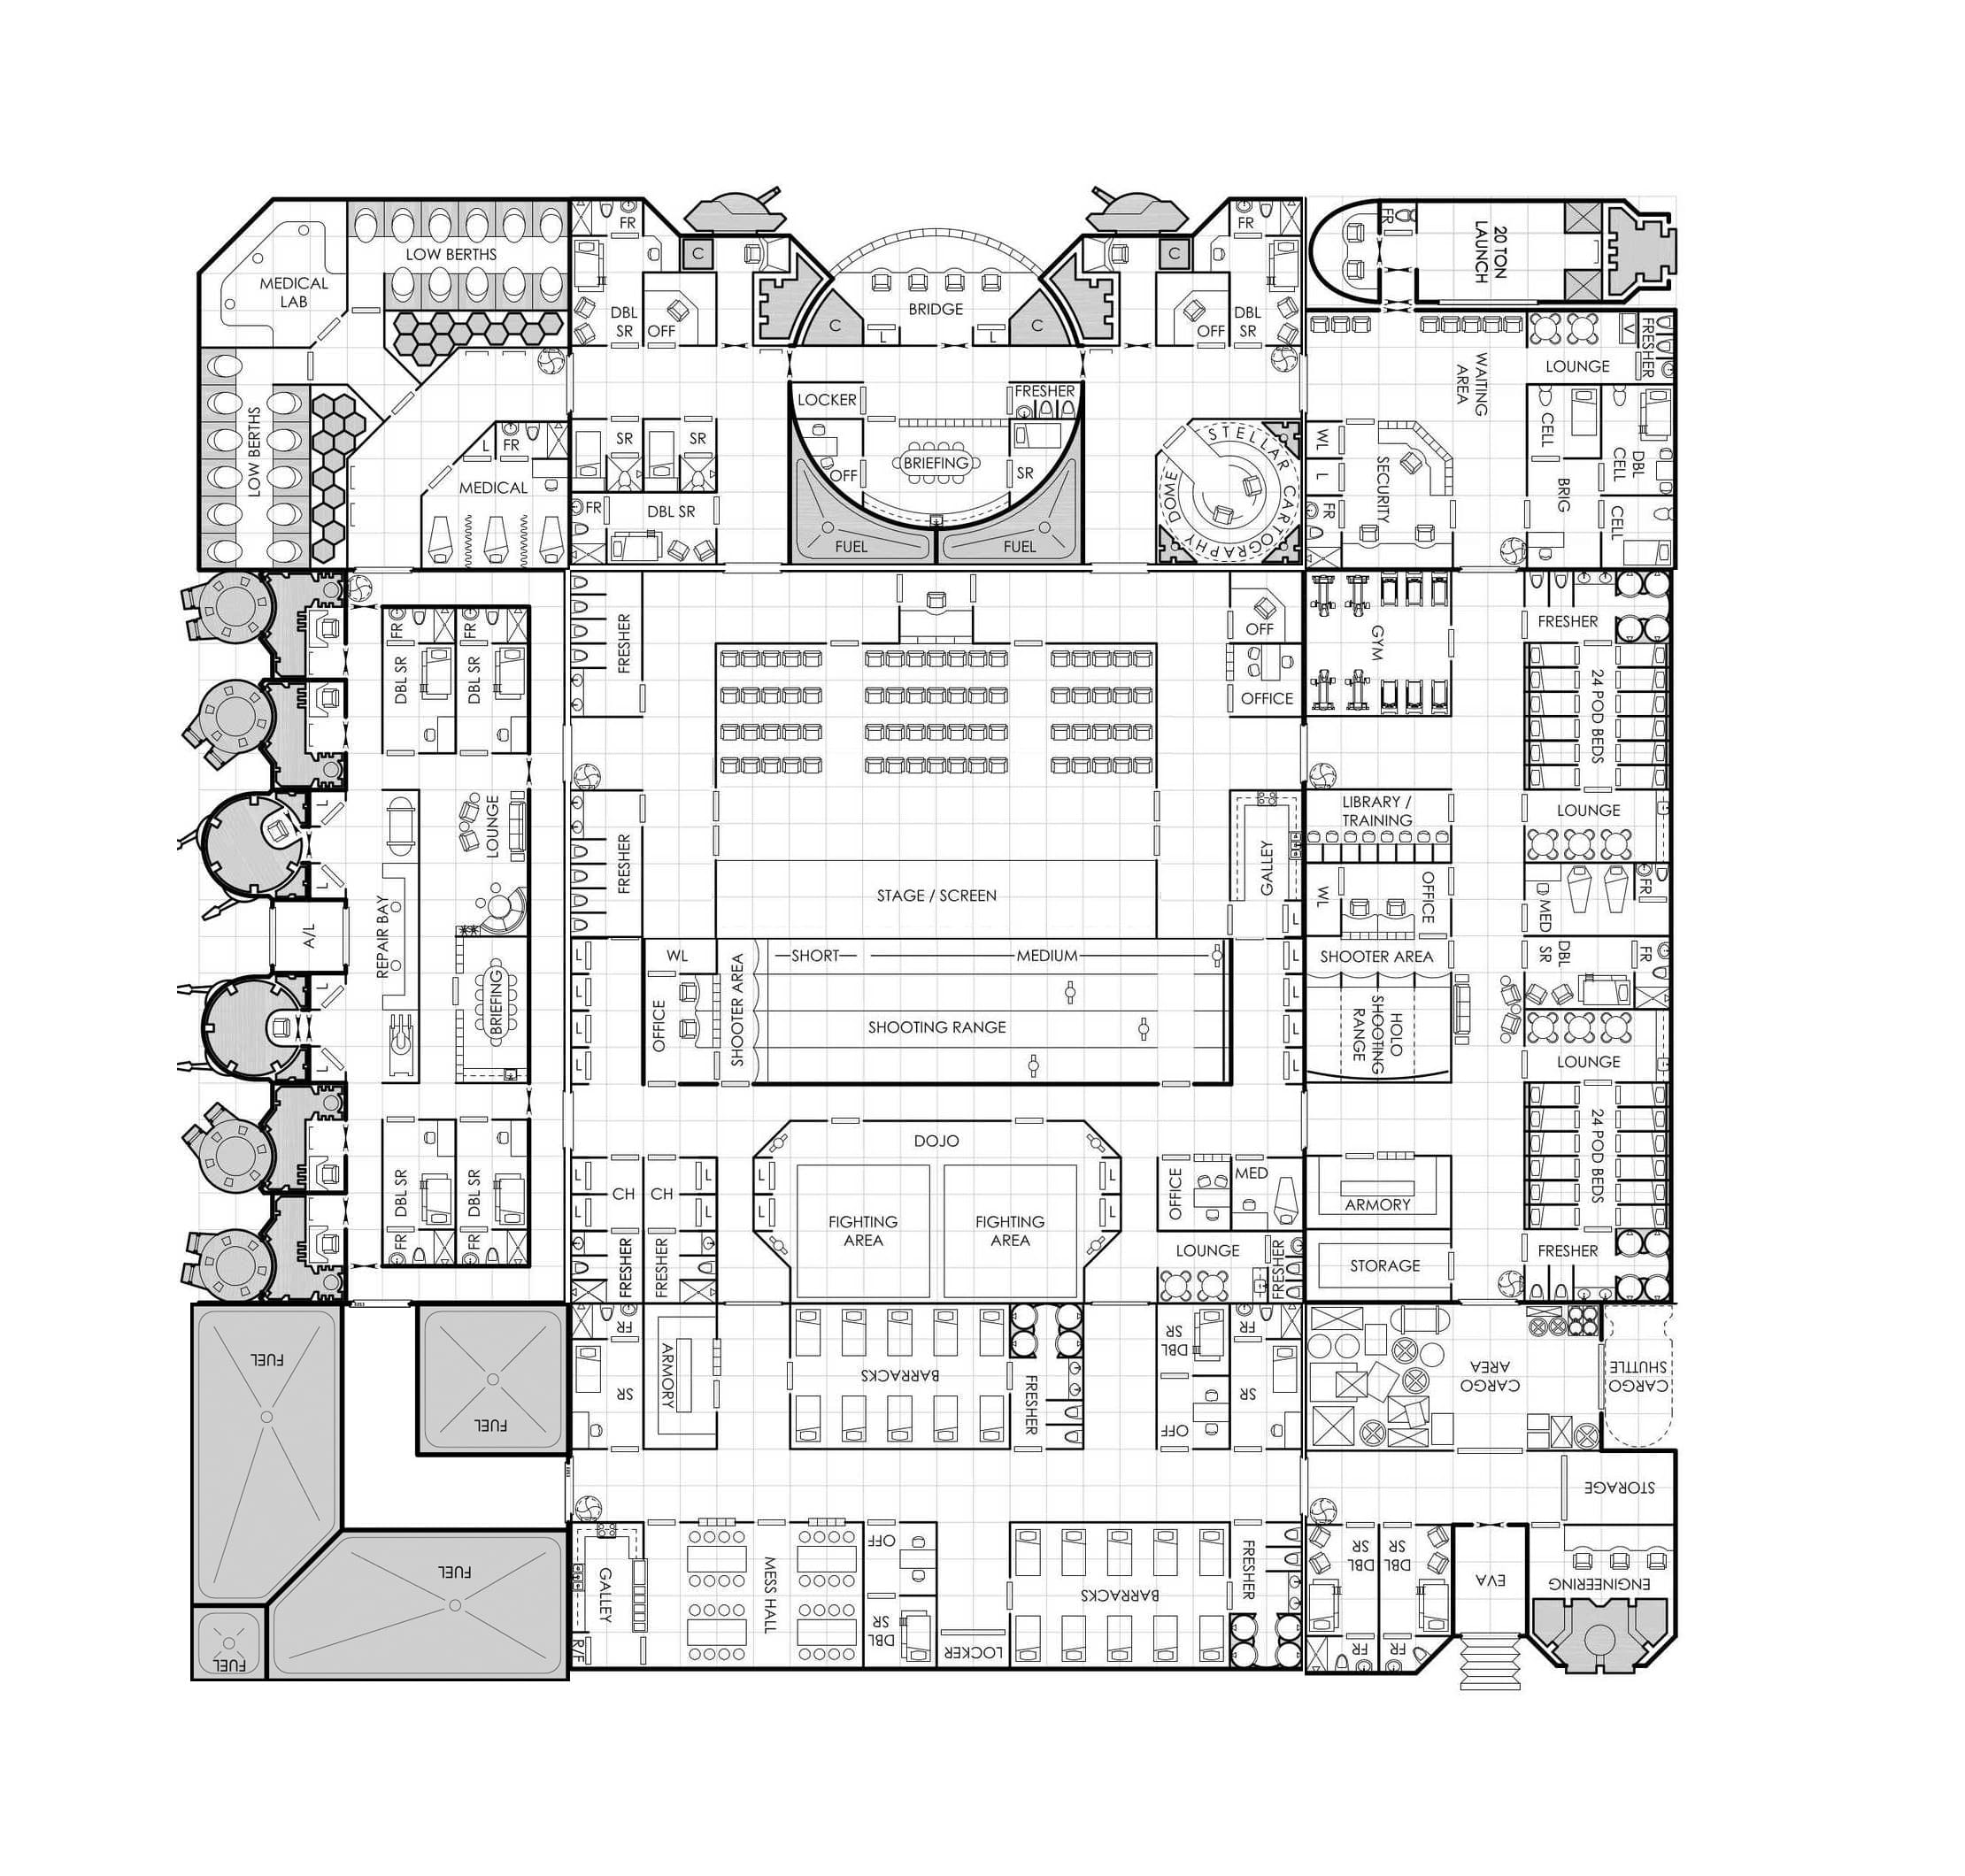 FR
FR
FR
20 TON
LAUNCH
LOW BERTHS
C
C
MEDICAL
LAB
DBL
SR
OFF
C
L
BRIDGE
L
C
OFF
DBL
SR
V
FRESHER
LOUNGE
WAITING
AREA
LOCKER
FRESHER
LOW BERTHS
L
FR
SR
SR
OFF
BRIEFING
SR
STELLAR CARTOGRAPHY DOME
WL
L
SECURITY
CELL
DBL
CELL
MEDICAL
FR
DBL SR
BRIG
FR
CELL
FUEL
FUEL
FR
FR
FRESHER
OFF
GYM
FRESHER
DBL SR
DBL SR
OFFICE
24 POD BEDS
L
LOUNGE
LIBRARY /
TRAINING
LOUNGE
L
FRESHER
GALLEY
STAGE / SCREEN
WL
OFFICE
MED
FR
A/L
REPAIR BAY
L
L
WL
SHORT
MEDIUM
L
SHOOTER AREA
DBL
SR
FR
L
BRIEFING
L
OFFICE
SHOOTER AREA
SHOOTING RANGE
L
HOLO
SHOOTING
RANGE
L
L
L
L
L
L
LOUNGE
DOJO
DBL SR
DBL SR
L
CH
CH
L
L
L
OFFICE
MED
24 POD BEDS
L
L
L
L
ARMORY
FR
FR
FRESHER
FRESHER
FIGHTING
AREA
FIGHTING
AREA
LOUNGE
FRESHER
STORAGE
FRESHER
FUEL
FR
SR
ARMORY
BARRACKS
FRESHER
DBL
SR
FR
SR
OFF
CARGO
AREA
CARGO
SHUTTLE
FUEL
STORAGE
FUEL
GALLEY
MESS HALL
OFF
BARRACKS
FRESHER
DBL
SR
DBL
SR
EVA
ENGINEERING
FUEL
R/F
DBL
SR
LOCKER
FR
FR